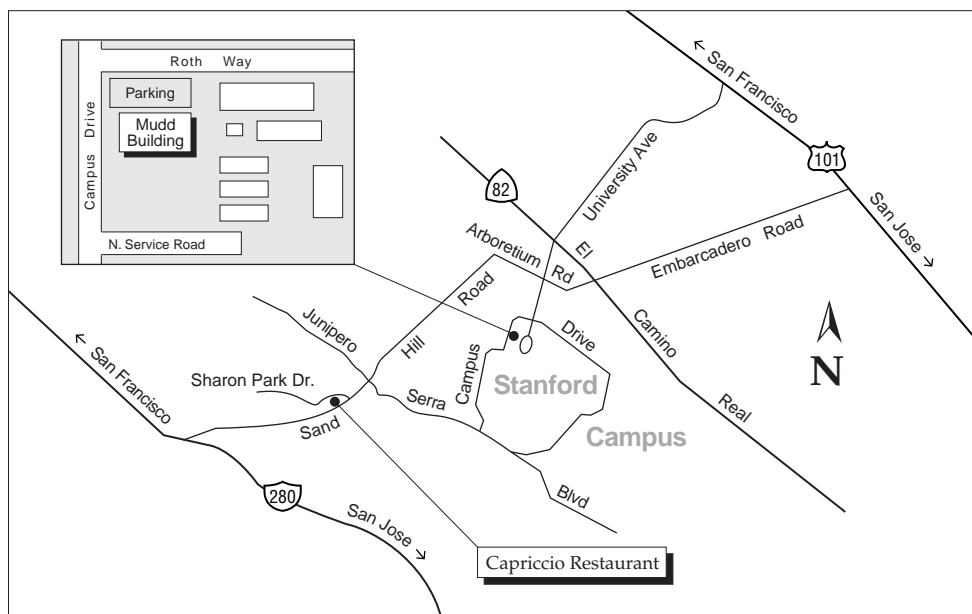 Roth Way
Parking
Mudd
Building
Campus Drive
N. Service Road
← San Francisco
101
San Jose →
82
University Ave
Arboretium Rd
El Camino Real
Embarcadero Road
Junipero Serra Blvd
Sand Hill Road
Campus Drive
Sharon Park Dr.
Stanford
Campus
N
← San Francisco
280
San Jose →
Capriccio Restaurant